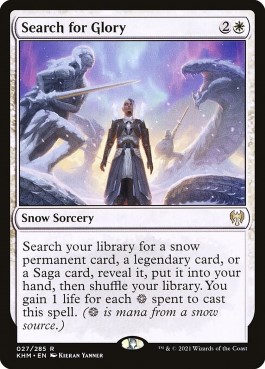 Search for Glory 2
Snow Sorcery
Search your library for a snow
permanent card, a legendary card, or
a Saga card, reveal it, put it into your
hand, then shuffle your library. You
gain 1 life for each spent to cast
this spell. ( is mana from a snow
source.)
027/285 R
KHM • EN KIERAN YANNER
™ & © 2021 Wizards of the Coast